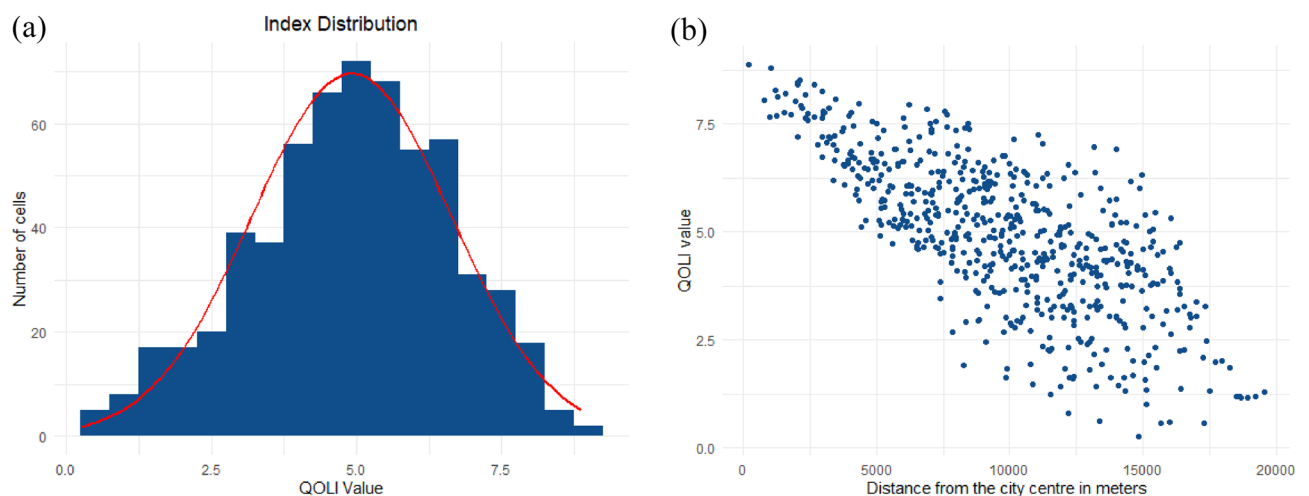 (a)
Index Distribution
Number of cells
60
40
20
0
0.0 2.5 5.0 7.5
QOLI Value
(b)
QOLI value
7.5
5.0
2.5
0.0
0 5000 10000 15000 20000
Distance from the city centre in meters